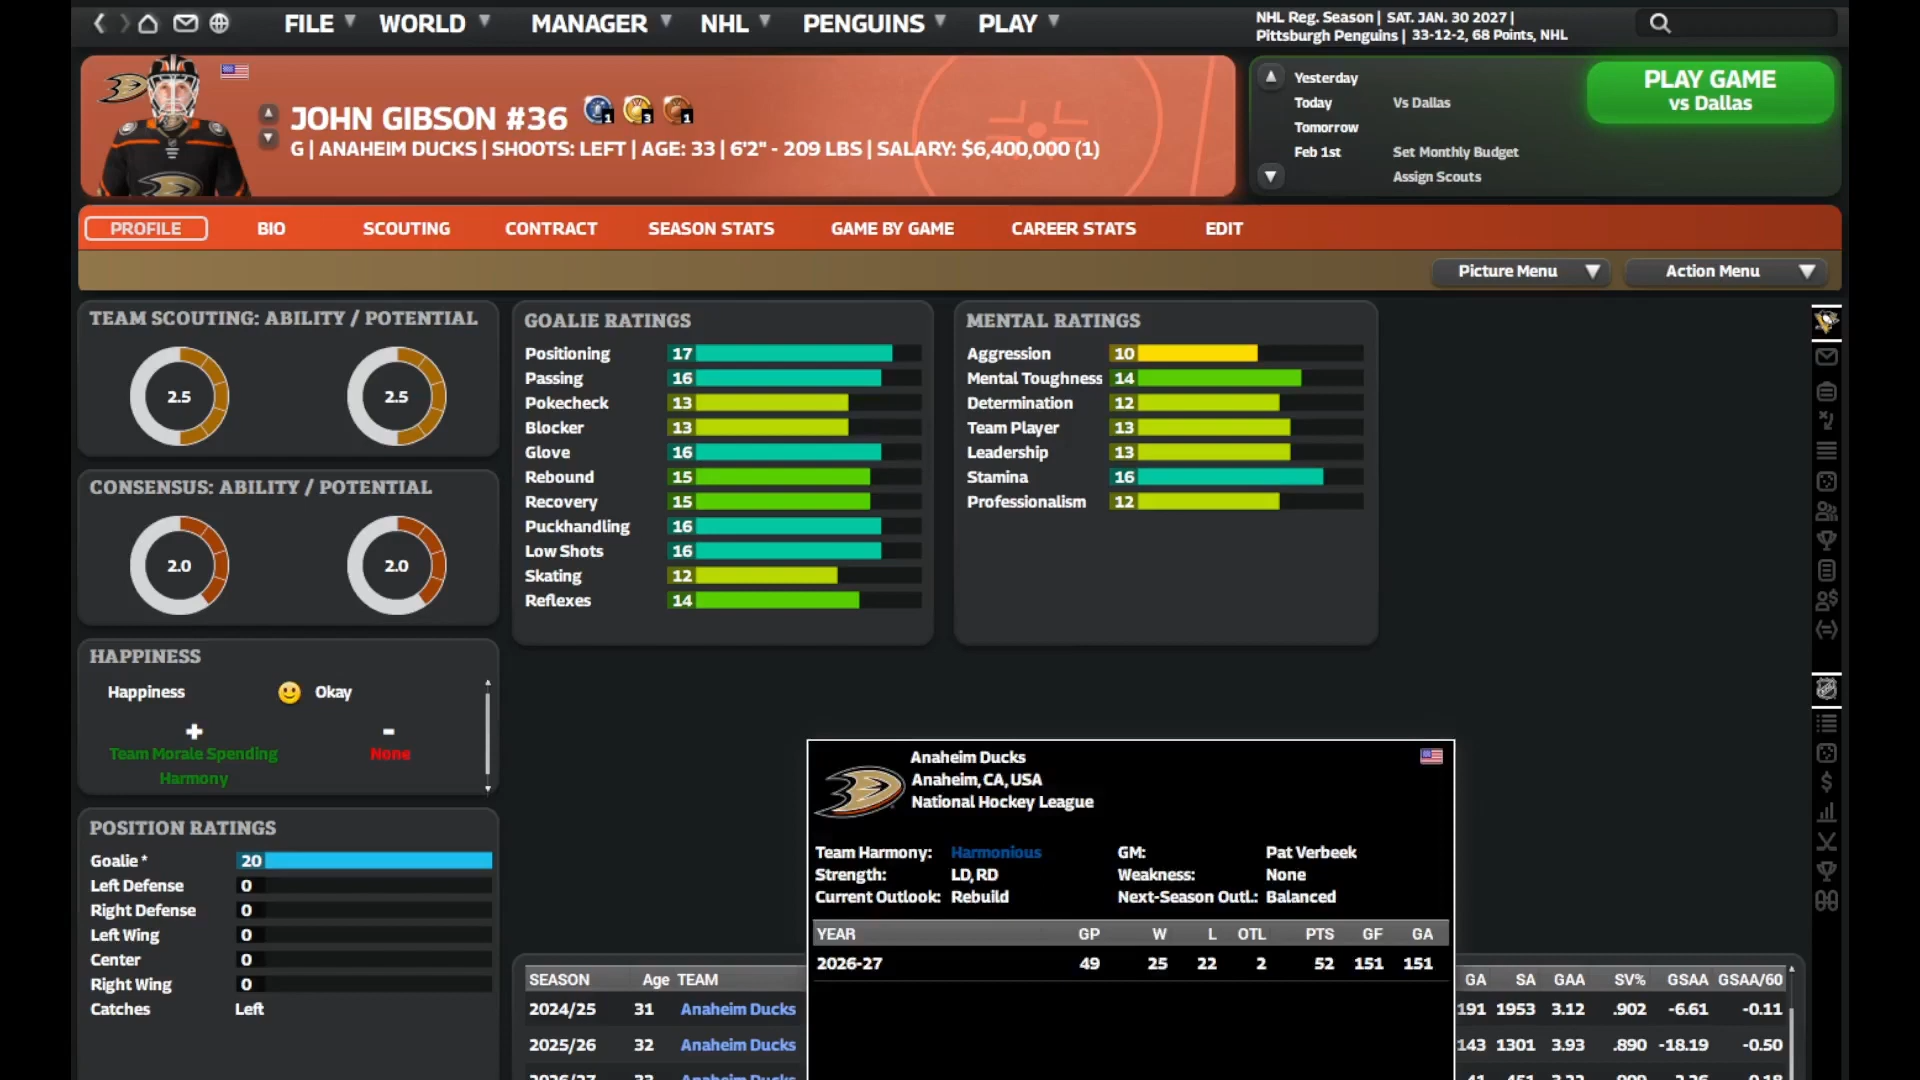 FILE WORLD MANAGER NHL PENGUINS PLAY
NHL Reg. Season | SAT. JAN. 30 2027 |
Pittsburgh Penguins | 33-12-2, 68 Points, NHL
JOHN GIBSON #36 1 3 1
G | ANAHEIM DUCKS | SHOOTS: LEFT | AGE: 33 | 6'2" - 209 LBS | SALARY: $6,400,000 (1)
Yesterday
Today Vs Dallas
Tomorrow
Feb 1st Set Monthly Budget
Assign Scouts
PLAY GAME
vs Dallas
PROFILE BIO SCOUTING CONTRACT SEASON STATS GAME BY GAME CAREER STATS EDIT
Picture Menu Action Menu
TEAM SCOUTING: ABILITY / POTENTIAL
2.5 2.5
CONSENSUS: ABILITY / POTENTIAL
2.0 2.0
HAPPINESS
Happiness Okay
+ -
Team Morale Spending None
Harmony
POSITION RATINGS
Goalie * 20
Left Defense 0
Right Defense 0
Left Wing 0
Center 0
Right Wing 0
Catches Left
GOALIE RATINGS
Positioning 17
Passing 16
Pokecheck 13
Blocker 13
Glove 16
Rebound 15
Recovery 15
Puckhandling 16
Low Shots 16
Skating 12
Reflexes 14
MENTAL RATINGS
Aggression 10
Mental Toughness 14
Determination 12
Team Player 13
Leadership 13
Stamina 16
Professionalism 12
Anaheim Ducks
Anaheim, CA, USA
National Hockey League
Team Harmony: Harmonious GM: Pat Verbeek
Strength: LD, RD Weakness: None
Current Outlook: Rebuild Next-Season Outl.: Balanced
YEAR GP W L OTL PTS GF GA
2026-27 49 25 22 2 52 151 151
SEASON Age TEAM GA SA GAA SV% GSAA GSAA/60
2024/25 31 Anaheim Ducks 191 1953 3.12 .902 -6.61 -0.11
2025/26 32 Anaheim Ducks 143 1301 3.93 .890 -18.19 -0.50